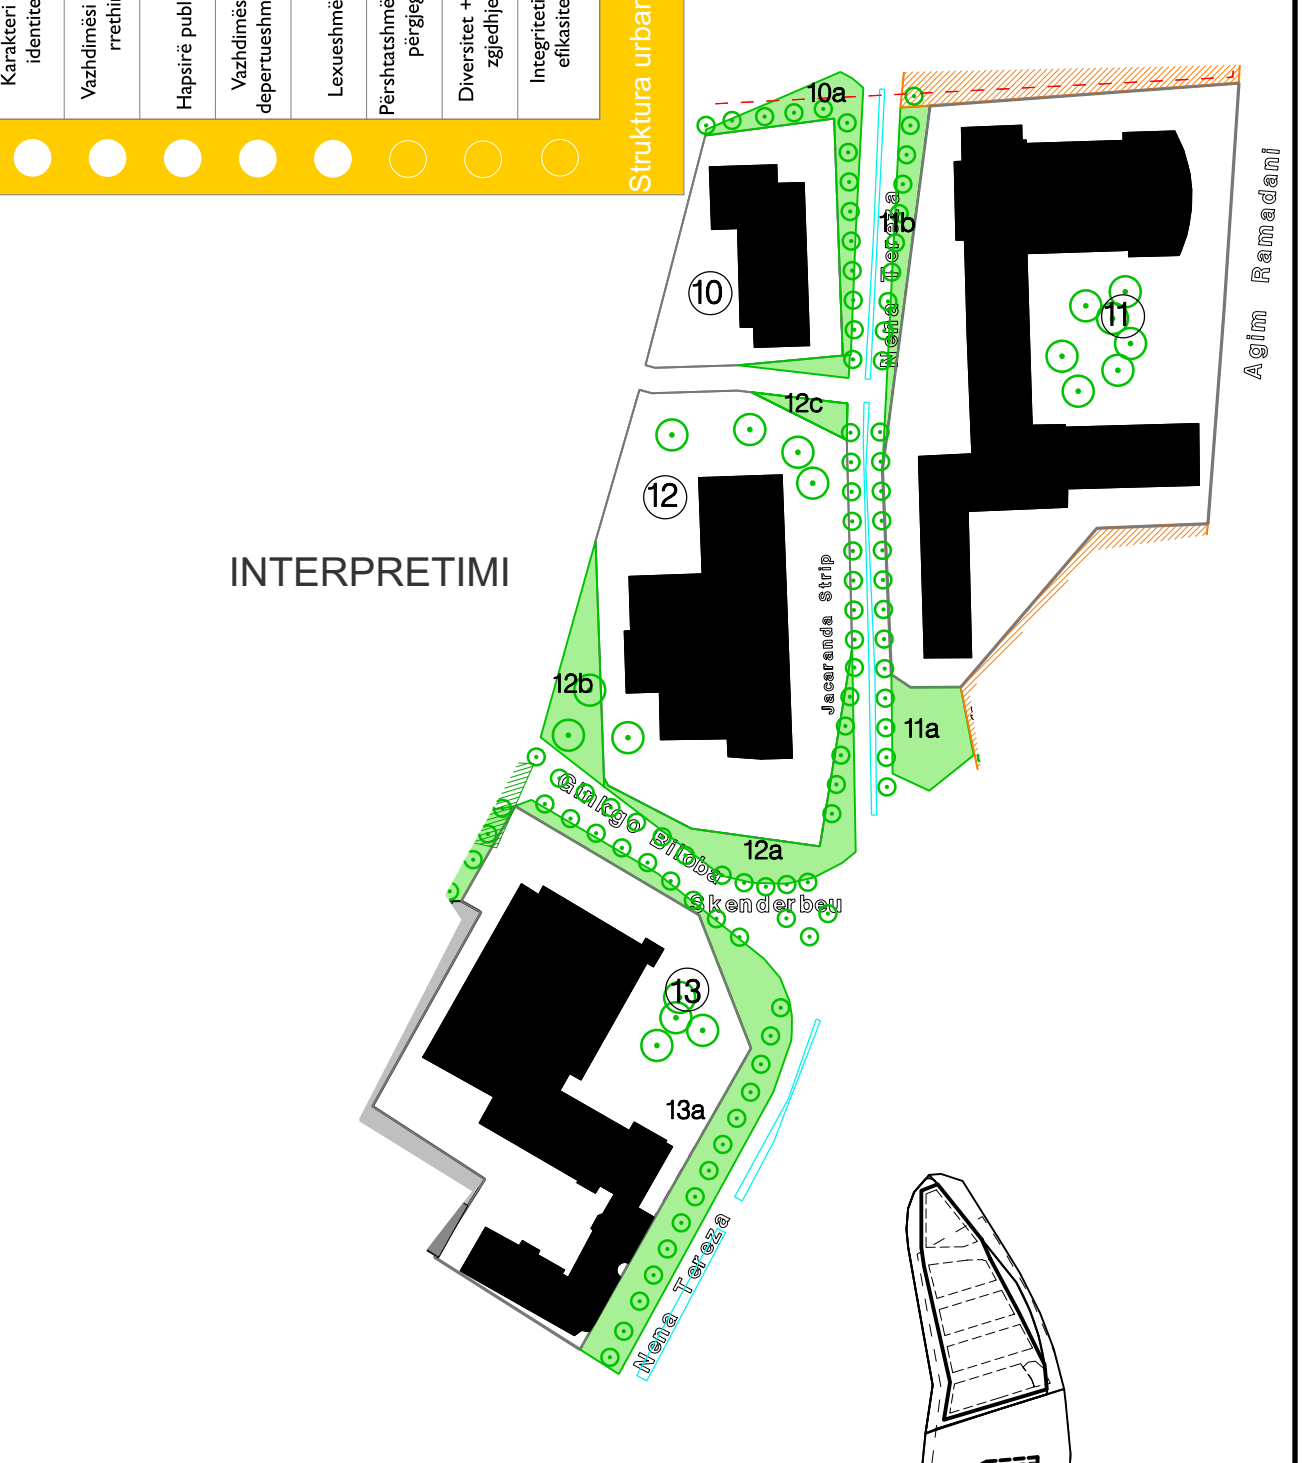 Karakteri
identite
Vazhdimësi
rrethi
Hapsirë publ
Vazhdimës
depertueshm
Lexueshmë
Përshtatshmë
përgjeg
Diversitet +
zgjedhje
Integriteti
efikasite
Struktura urban
10a
11b
Nena Tereza
10
11
Agim Ramadani
12c
12
INTERPRETIMI
Jacaranda Strip
12b
11a
Ginkgo Biloba
12a
Skenderbeu
13
13a
Nena Tereza